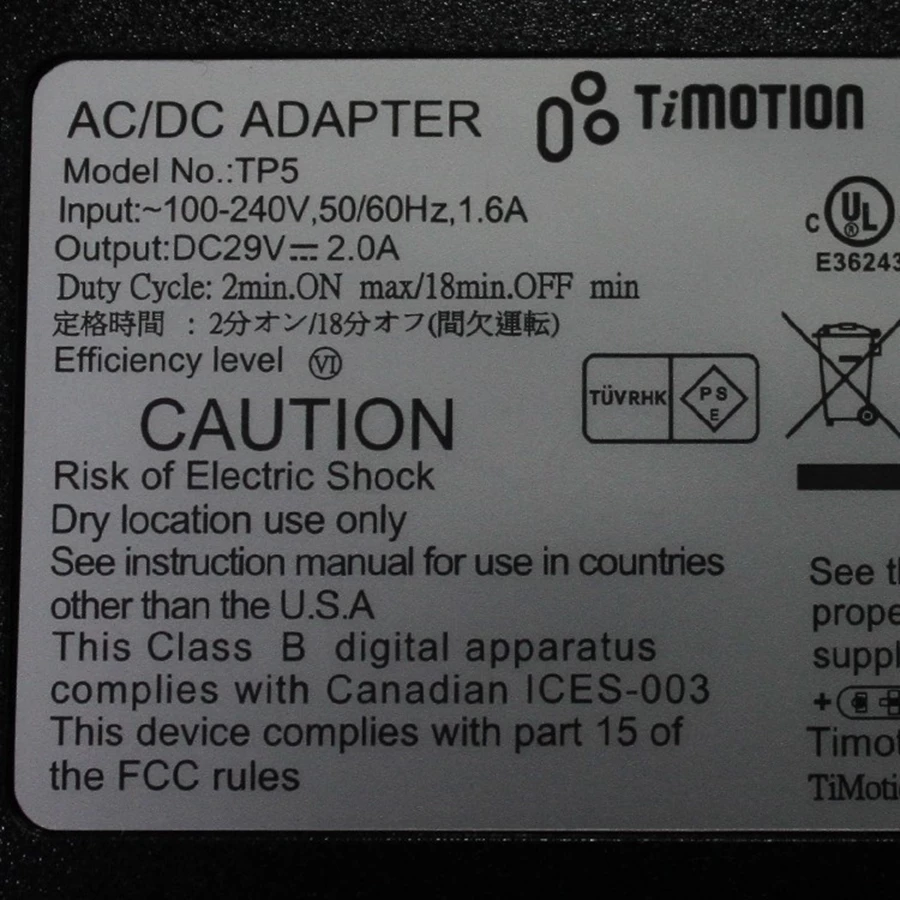 AC/DC ADAPTER
TiMOTION
Model No.:TP5
Input:~100-240V,50/60Hz,1.6A
Output:DC29V⎓2.0A
Duty Cycle: 2min.ON max/18min.OFF min
定格時間 : 2分オン/18分オフ(間欠運転)
Efficiency level VI
c UL ®
E36243
TÜVRHK
PS
E
CAUTION
Risk of Electric Shock
Dry location use only
See instruction manual for use in countries
other than the U.S.A
This Class B digital apparatus
complies with Canadian ICES-003
This device complies with part 15 of
the FCC rules
See
+
TiMoti